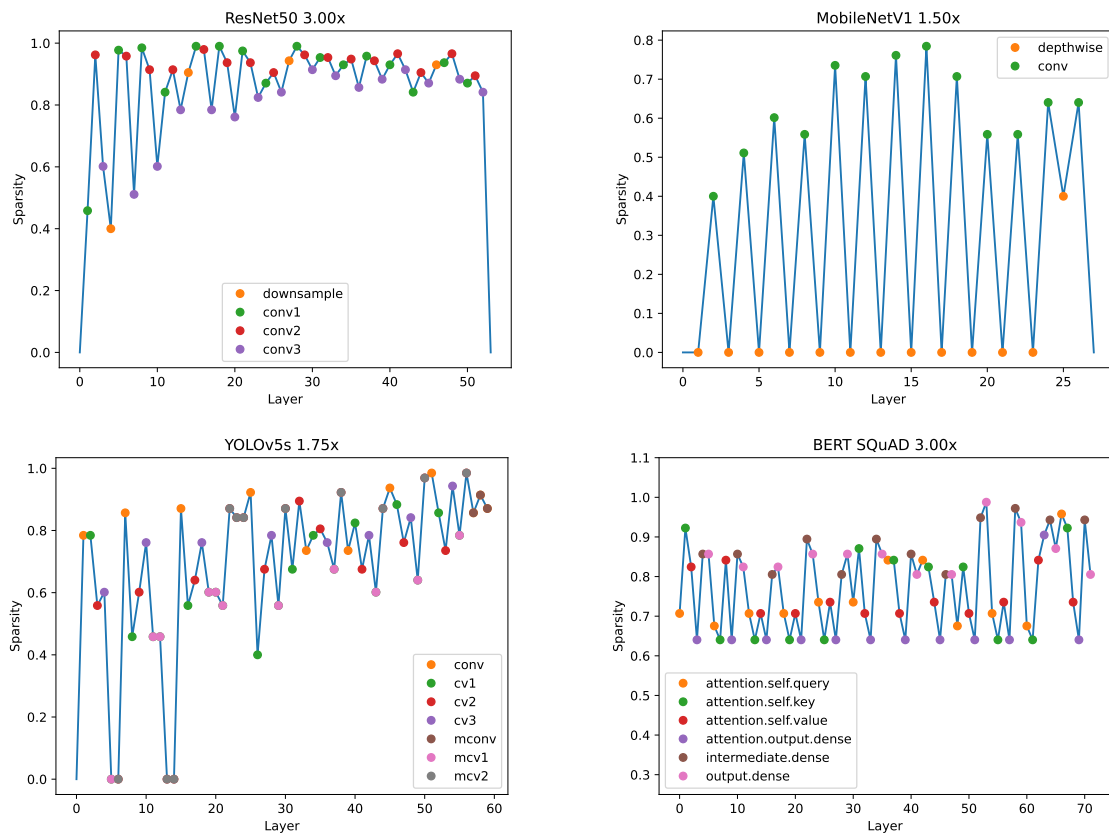 ResNet50 3.00x
1.0
0.8
0.6
0.4
0.2
0.0
Sparsity
downsample
conv1
conv2
conv3
0 10 20 30 40 50
Layer
MobileNetV1 1.50x
0.8
0.7
0.6
0.5
0.4
0.3
0.2
0.1
0.0
Sparsity
depthwise
conv
0 5 10 15 20 25
Layer
YOLOv5s 1.75x
1.0
0.8
0.6
0.4
0.2
0.0
Sparsity
conv
cv1
cv2
cv3
mconv
mcv1
mcv2
0 10 20 30 40 50 60
Layer
BERT SQuAD 3.00x
1.1
1.0
0.9
0.8
0.7
0.6
0.5
0.4
0.3
Sparsity
attention.self.query
attention.self.key
attention.self.value
attention.output.dense
intermediate.dense
output.dense
0 10 20 30 40 50 60 70
Layer